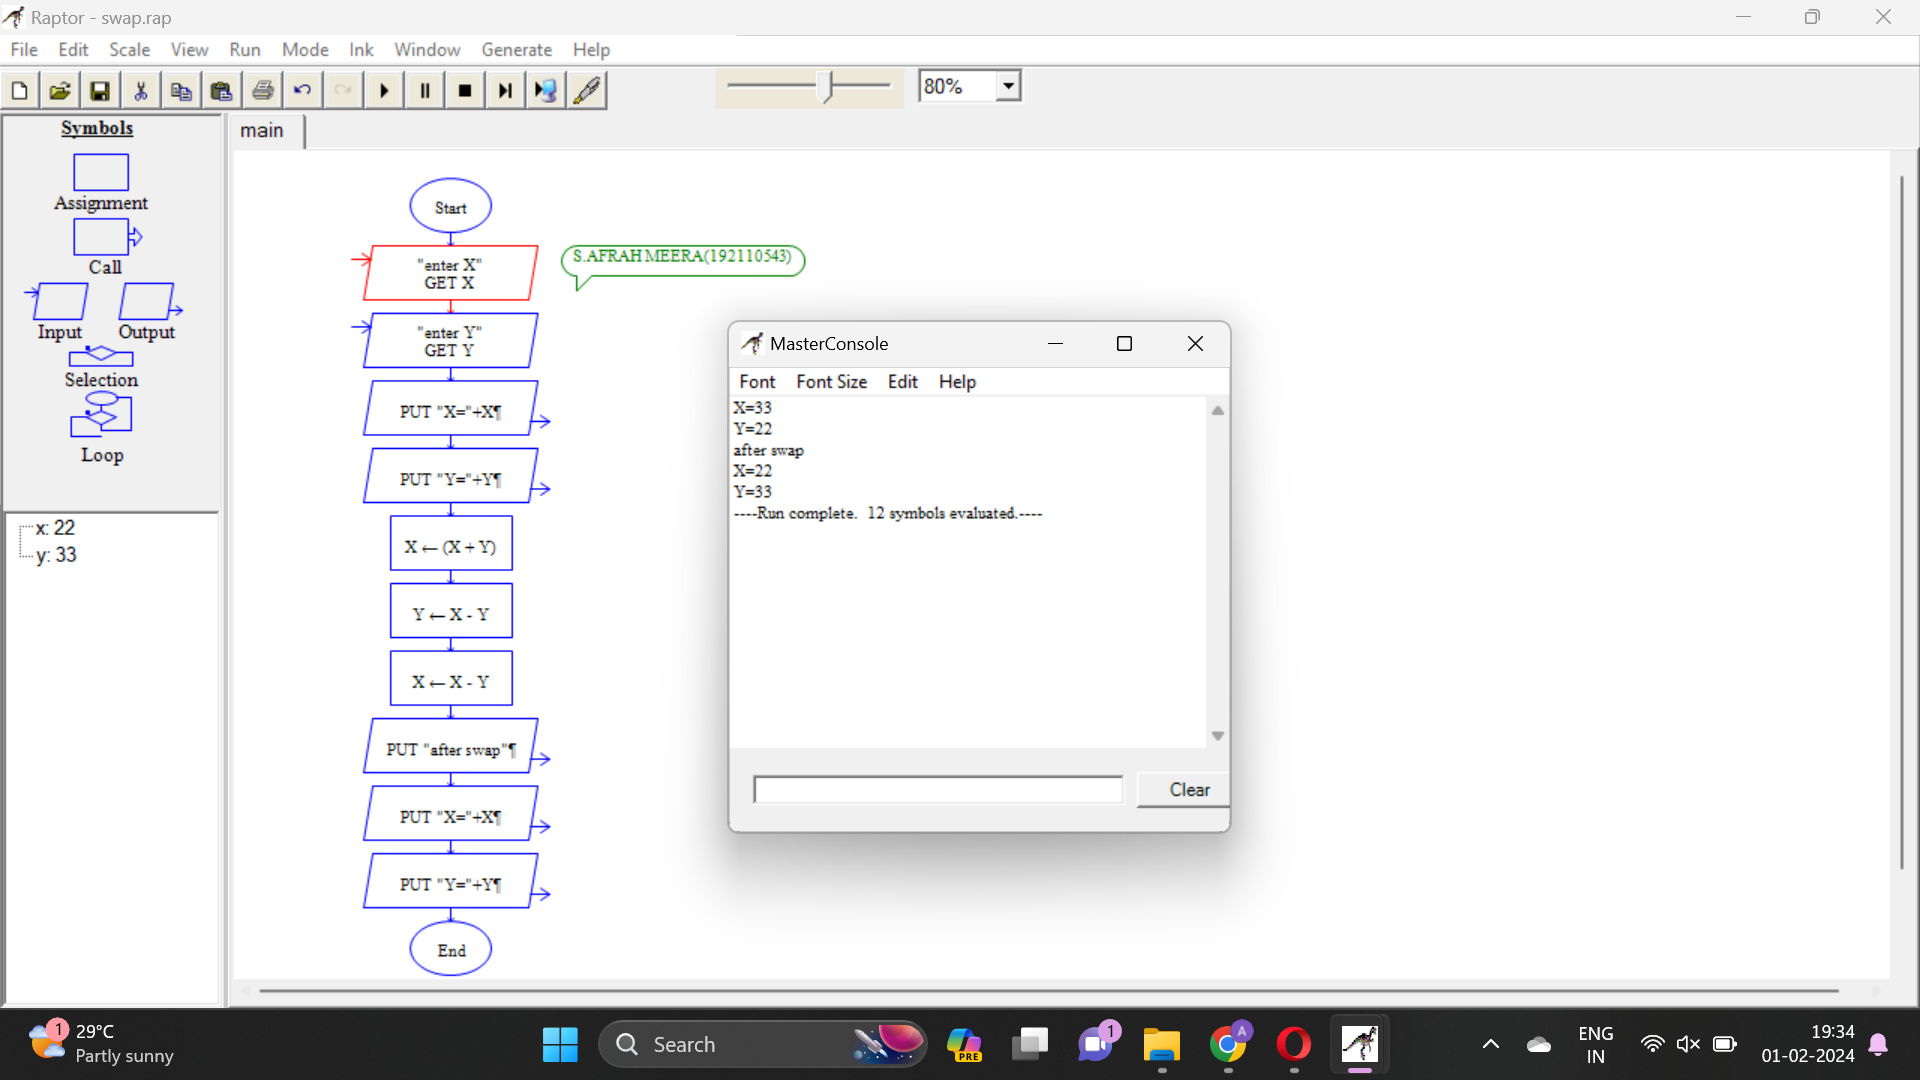 Raptor - swap.rap
File Edit Scale View Run Mode Ink Window Generate Help
80%
Symbols
Assignment
Call
Input Output
Selection
Loop
x: 22
y: 33
main
Start
"enter X"
GET X
S.AFRAH MEERA(192110543)
"enter Y"
GET Y
PUT "X="+X¶
PUT "Y="+Y¶
X ← (X + Y)
Y ← X - Y
X ← X - Y
PUT "after swap"¶
PUT "X="+X¶
PUT "Y="+Y¶
End
MasterConsole
Font Font Size Edit Help
X=33
Y=22
after swap
X=22
Y=33
----Run complete. 12 symbols evaluated.----
Clear
1
29°C
Partly sunny
Search
PRE
1
A
ENG
IN
19:34
01-02-2024